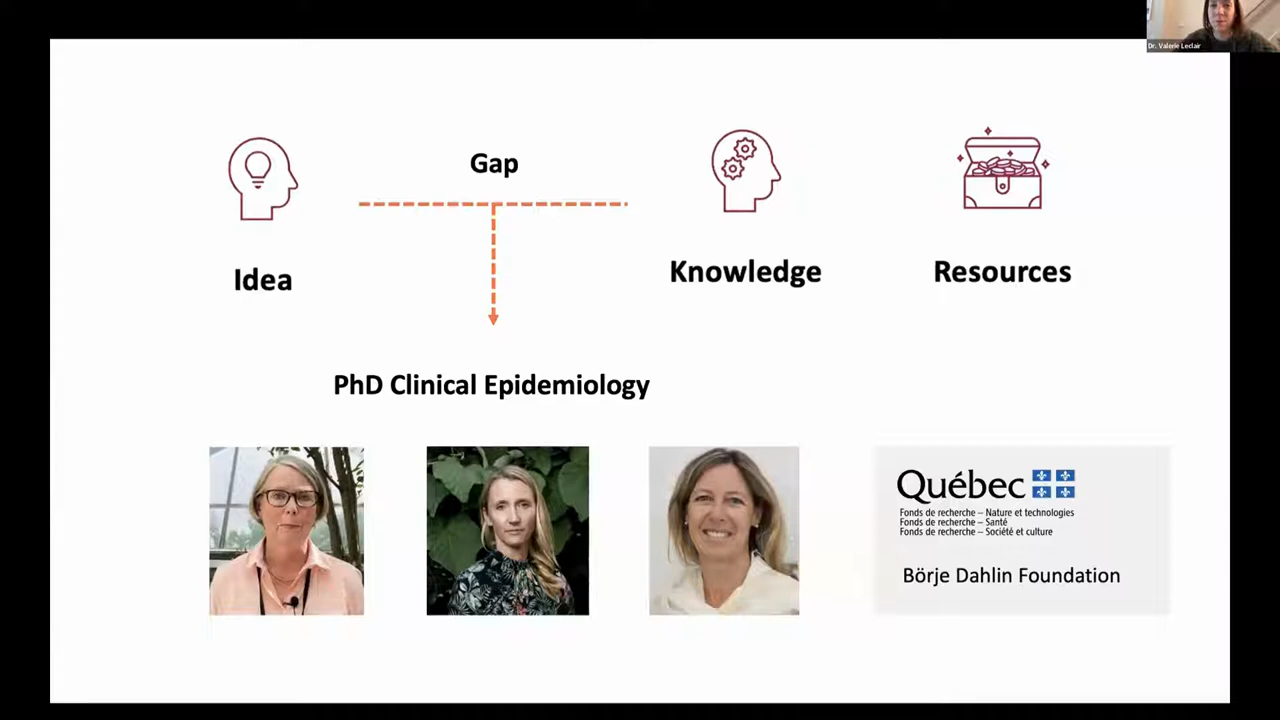 Dr. Valerie Leclair
Gap
Idea
Knowledge
Resources
PhD Clinical Epidemiology
Québec
Fonds de recherche – Nature et technologies
Fonds de recherche – Santé
Fonds de recherche – Société et culture
Börje Dahlin Foundation